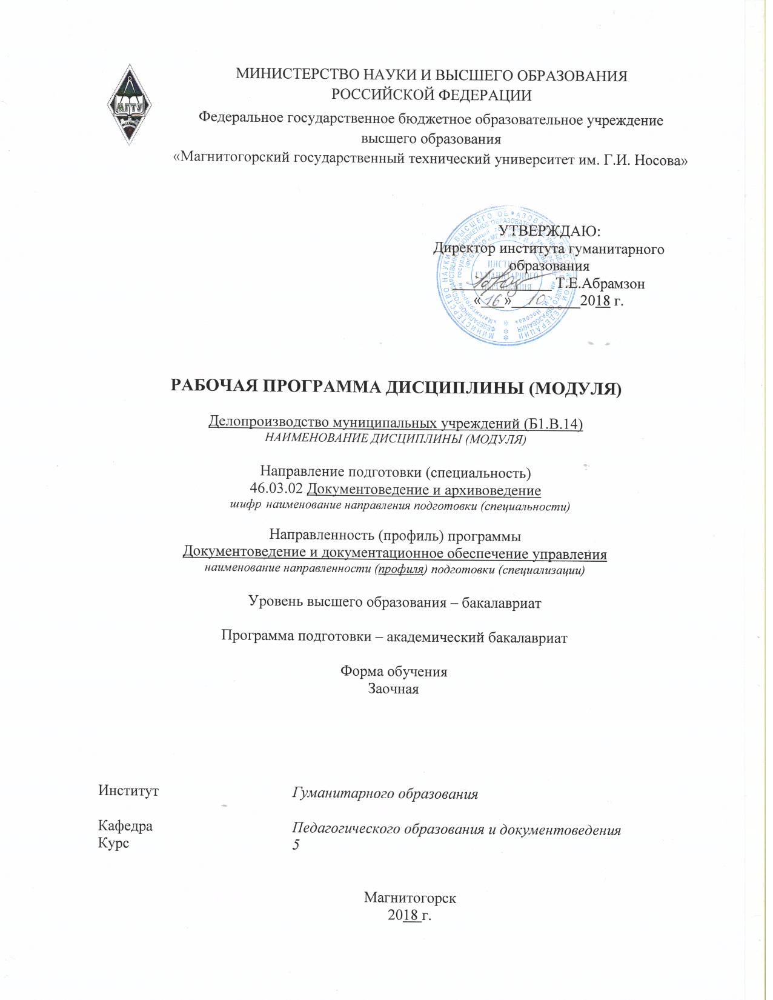 МИНИСТЕРСТВО НАУКИ И ВЫСШЕГО ОБРАЗОВАНИЯ
РОССИЙСКОЙ ФЕДЕРАЦИИ
Федеральное государственное бюджетное образовательное учреждение
высшего образования
«Магнитогорский государственный технический университет им. Г.И. Носова»
МГТУ
УТВЕРЖДАЮ:
Директор института гуманитарного
образования
Т.Е.Абрамзон
«16» 10 2018 г.
ИНСТИТУТ
ГУМАНИТАРНОГО
ОБРАЗОВАНИЯ
РАБОЧАЯ ПРОГРАММА ДИСЦИПЛИНЫ (МОДУЛЯ)
Делопроизводство муниципальных учреждений (Б1.В.14)
НАИМЕНОВАНИЕ ДИСЦИПЛИНЫ (МОДУЛЯ)
Направление подготовки (специальность)
46.03.02 Документоведение и архивоведение
шифр наименование направления подготовки (специальности)
Направленность (профиль) программы
Документоведение и документационное обеспечение управления
наименование направленности (профиля) подготовки (специализации)
Уровень высшего образования – бакалавриат
Программа подготовки – академический бакалавриат
Форма обучения
Заочная
Институт Гуманитарного образования
Кафедра Педагогического образования и документоведения
Курс 5
Магнитогорск
2018 г.